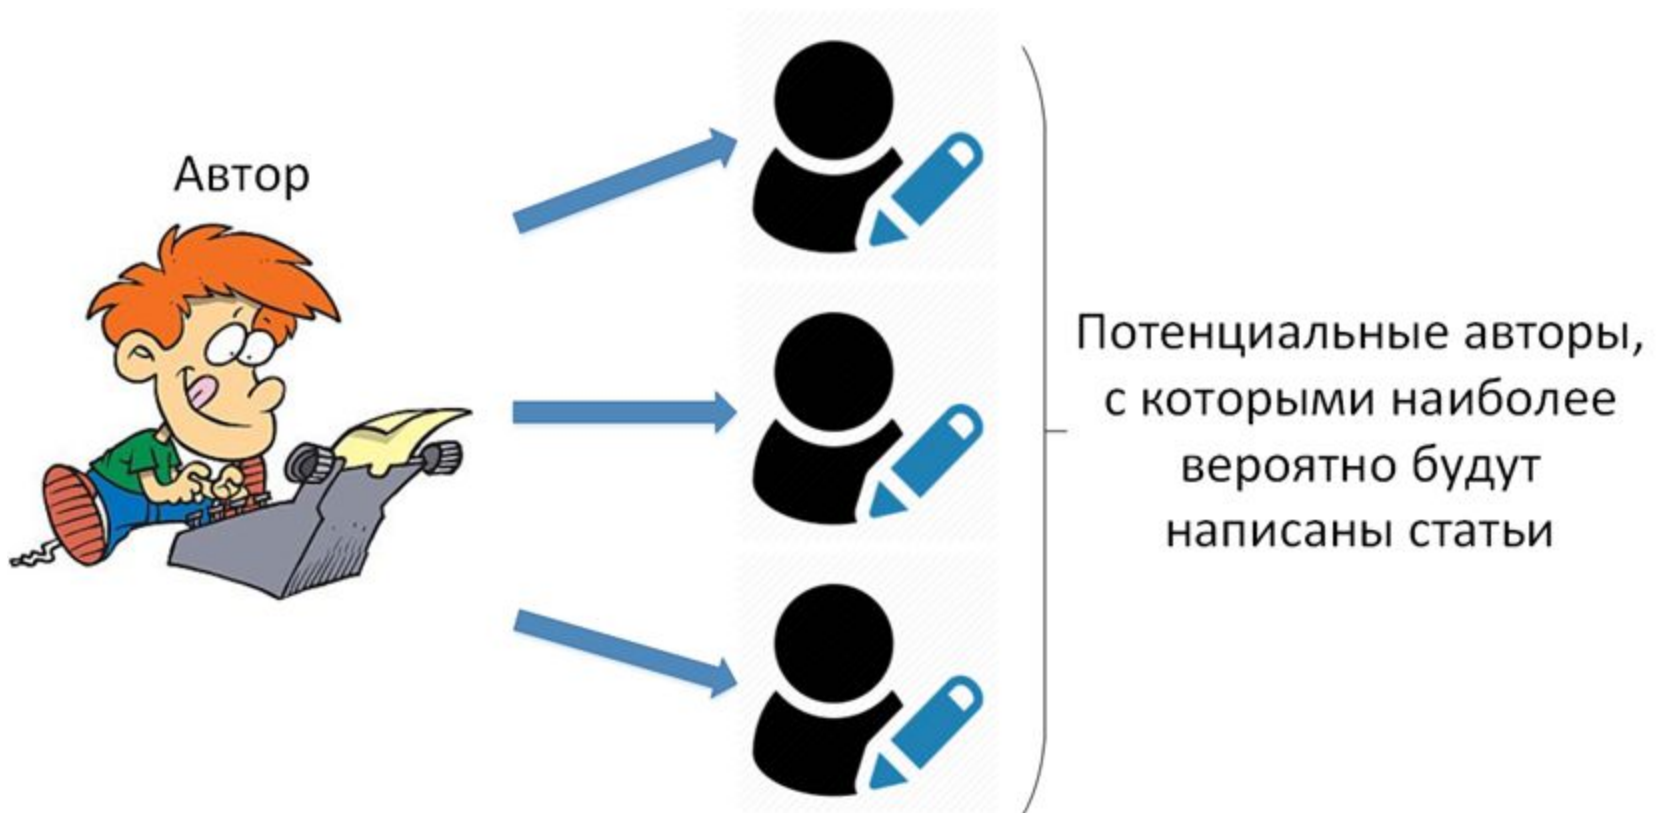 Автор
Потенциальные авторы,
с которыми наиболее
вероятно будут
написаны статьи